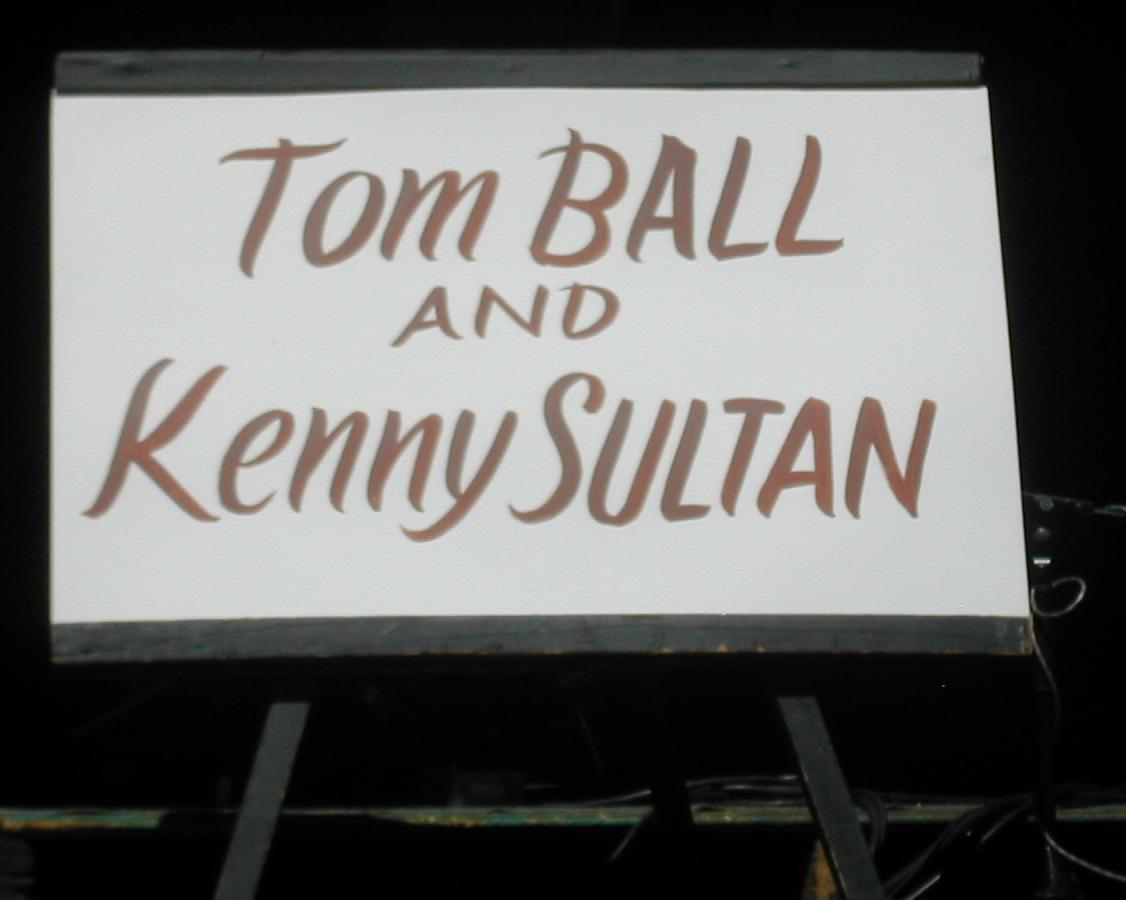 Tom BALL
AND
Kenny SULTAN